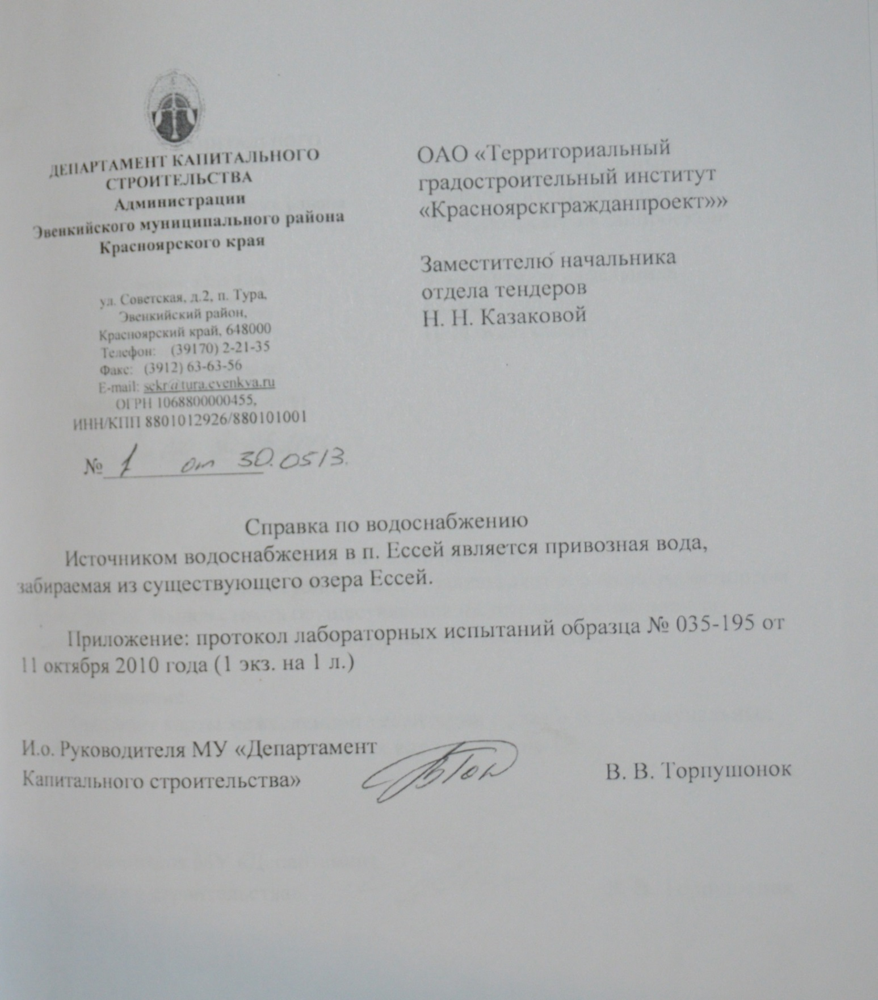 ДЕПАРТАМЕНТ КАПИТАЛЬНОГО
СТРОИТЕЛЬСТВА
Администрации
Эвенкийского муниципального района
Красноярского края
ул. Советская, д.2, п. Тура,
Эвенкийский район,
Красноярский край, 648000
Телефон: (39170) 2-21-35
Факс: (3912) 63-63-56
E-mail: sekr@tura.evenkya.ru
ОГРН 1068800000455,
ИНН/КПП 8801012926/880101001
№ 1 от 30.0513.
ОАО «Территориальный
градостроительный институт
«Красноярскгражданпроект»»
Заместителю начальника
отдела тендеров
Н. Н. Казаковой
Справка по водоснабжению
Источником водоснабжения в п. Ессей является привозная вода,
забираемая из существующего озера Ессей.
Приложение: протокол лабораторных испытаний образца № 035-195 от
11 октября 2010 года (1 экз. на 1 л.)
И.о. Руководителя МУ «Департамент
Капитального строительства»
В. В. Торпушонок